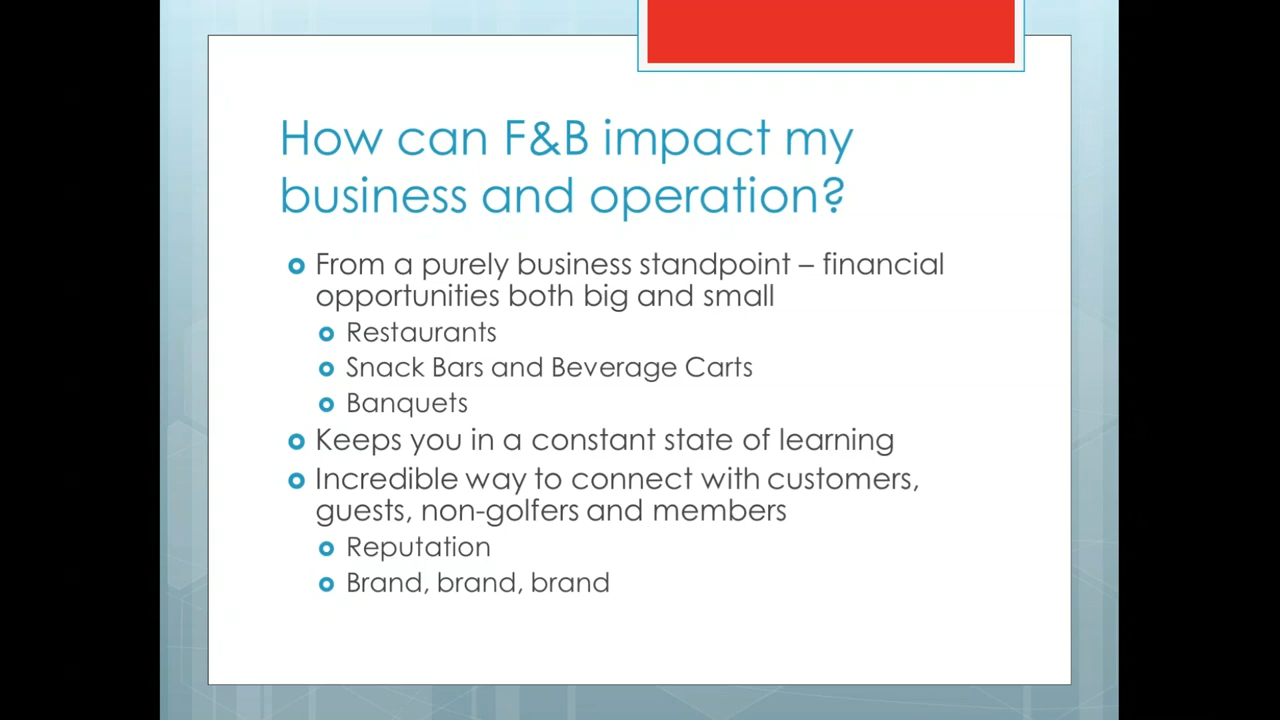 How can F&B impact my
business and operation?
From a purely business standpoint – financial
opportunities both big and small
Restaurants
Snack Bars and Beverage Carts
Banquets
Keeps you in a constant state of learning
Incredible way to connect with customers,
guests, non-golfers and members
Reputation
Brand, brand, brand